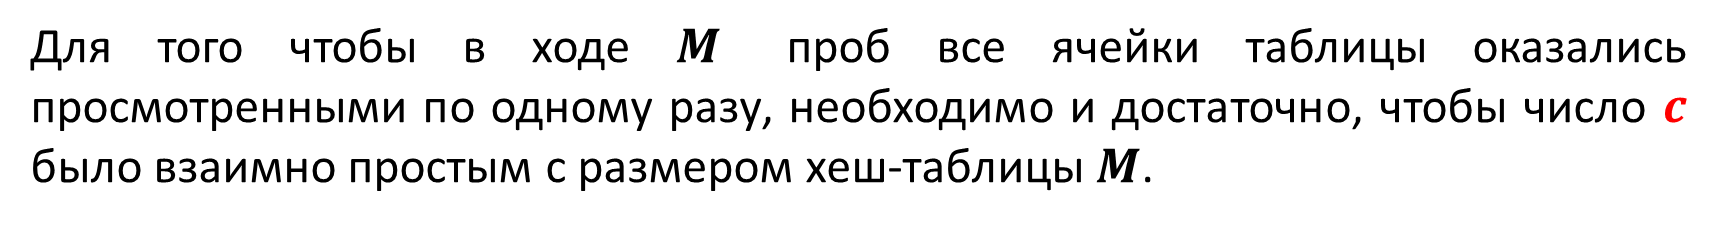 Для того чтобы в ходе M проб все ячейки таблицы оказались
просмотренными по одному разу, необходимо и достаточно, чтобы число c
было взаимно простым с размером хеш-таблицы M.